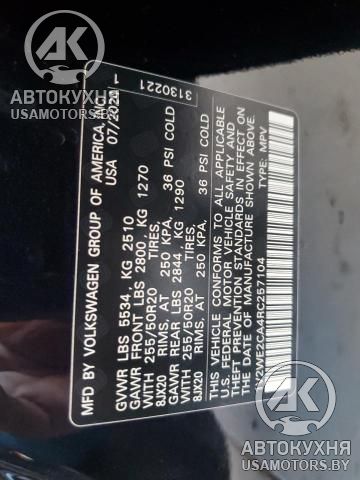 АВТОКУХНЯ
USAMOTORS.BY
MFD BY VOLKSWAGEN GROUP OF AMERICA, INC.
USA 07/2020 1
3130221
GVWR LBS 5534, KG 2510
GAWR FRONT LBS 2800, KG 1270
WITH 255/50R20 TIRES,
8JX20 RIMS, AT 250 KPA, 36 PSI COLD
GAWR REAR LBS 2844, KG 1290
WITH 255/50R20 TIRES,
8JX20 RIMS, AT 250 KPA, 36 PSI COLD
THIS VEHICLE CONFORMS TO ALL APPLICABLE
U.S. FEDERAL MOTOR VEHICLE SAFETY AND
THEFT PREVENTION STANDARDS IN EFFECT ON
THE DATE OF MANUFACTURE SHOWN ABOVE.
TYPE: MPV
АВТОКУХНЯ
USAMOTORS.BY